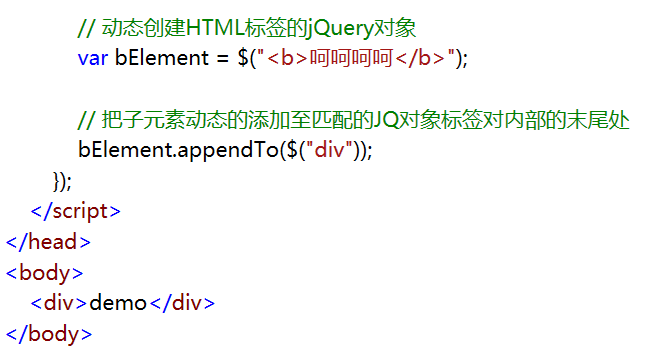 // 动态创建HTML标签的jQuery对象
var bElement = $("<b>呵呵呵呵</b>");
// 把子元素动态的添加至匹配的JQ对象标签对内部的末尾处
bElement.appendTo($("div"));
});
</script>
</head>
<body>
<div>demo</div>
</body>